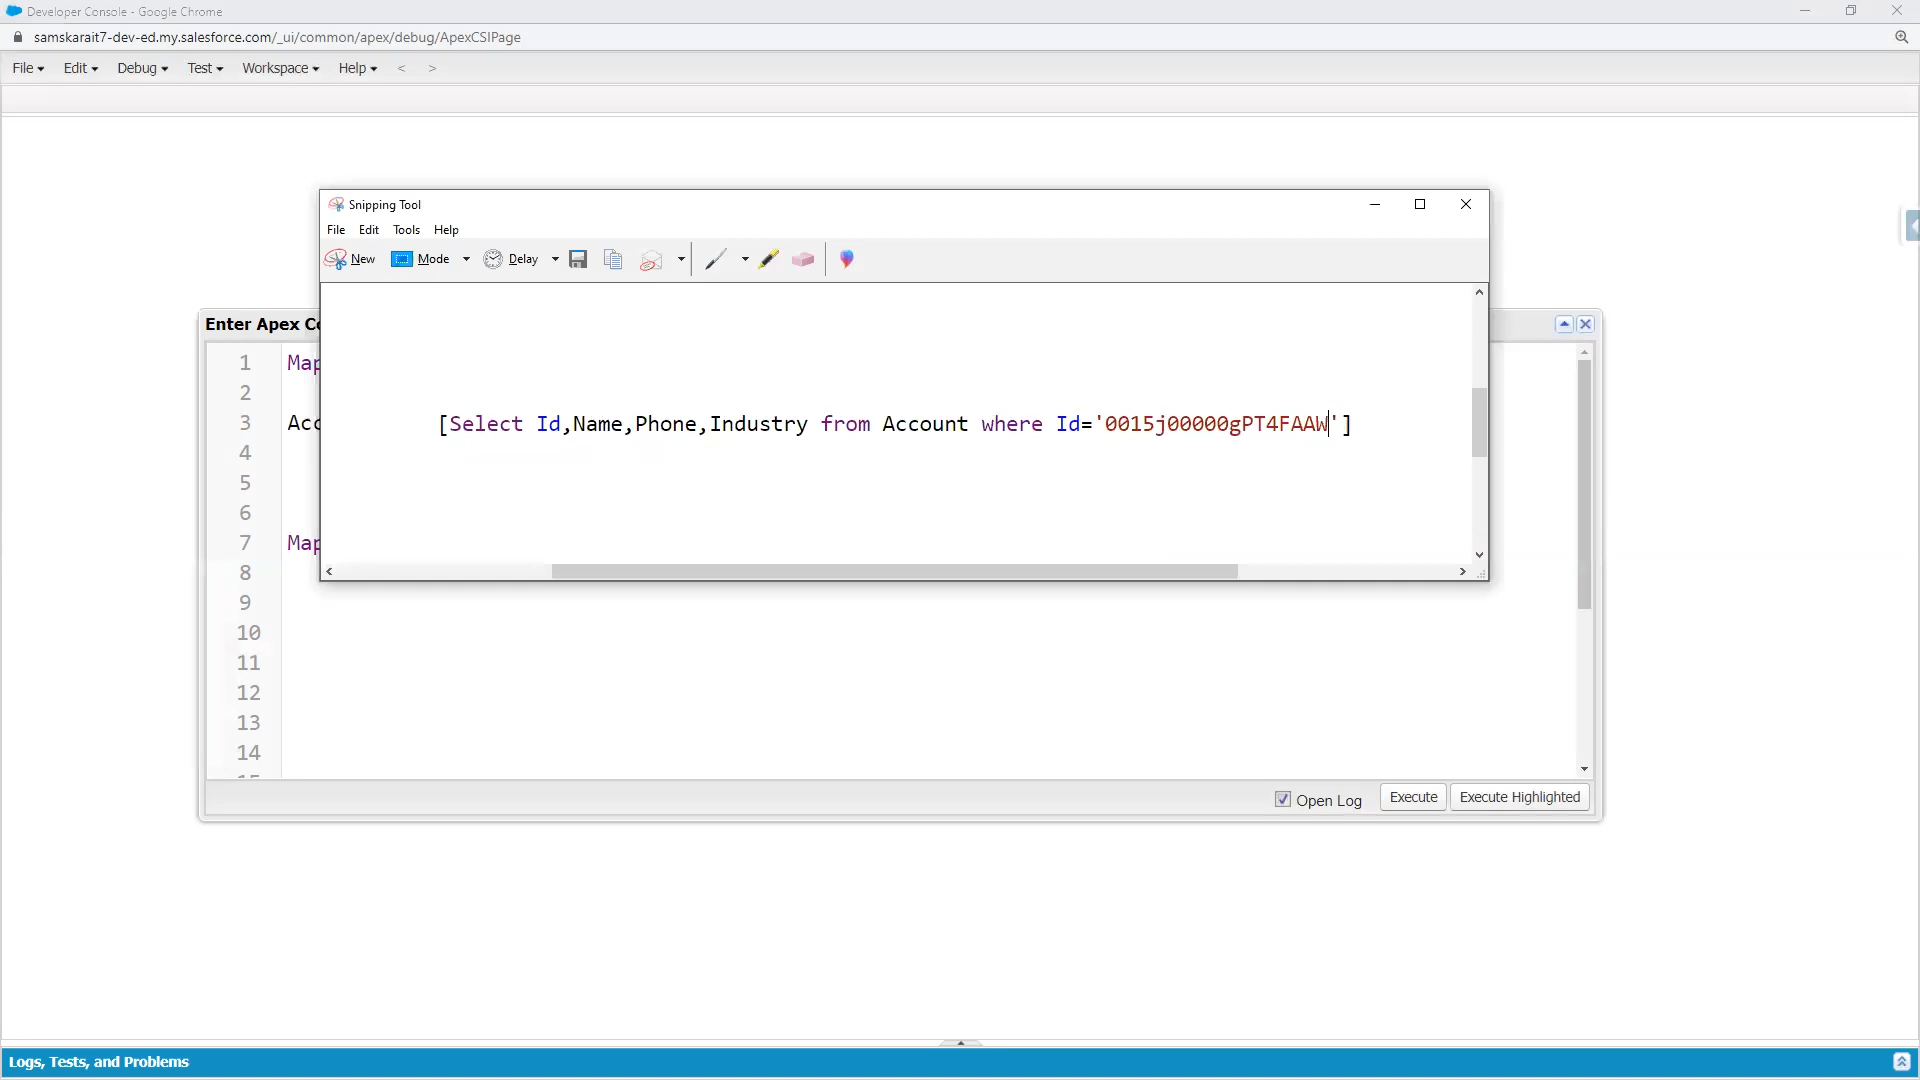 Developer Console - Google Chrome
samskarait7-dev-ed.my.salesforce.com/_ui/common/apex/debug/ApexCSIPage
File Edit Debug Test Workspace Help < >
Snipping Tool
File Edit Tools Help
New Mode Delay
Enter Apex Co
1 Map
2
3 Acc
4
5
6
7 Map
8
9
10
11
12
13
14
15
[Select Id,Name,Phone,Industry from Account where Id='0015j00000gPT4FAAW']
Open Log Execute Execute Highlighted
Logs, Tests, and Problems